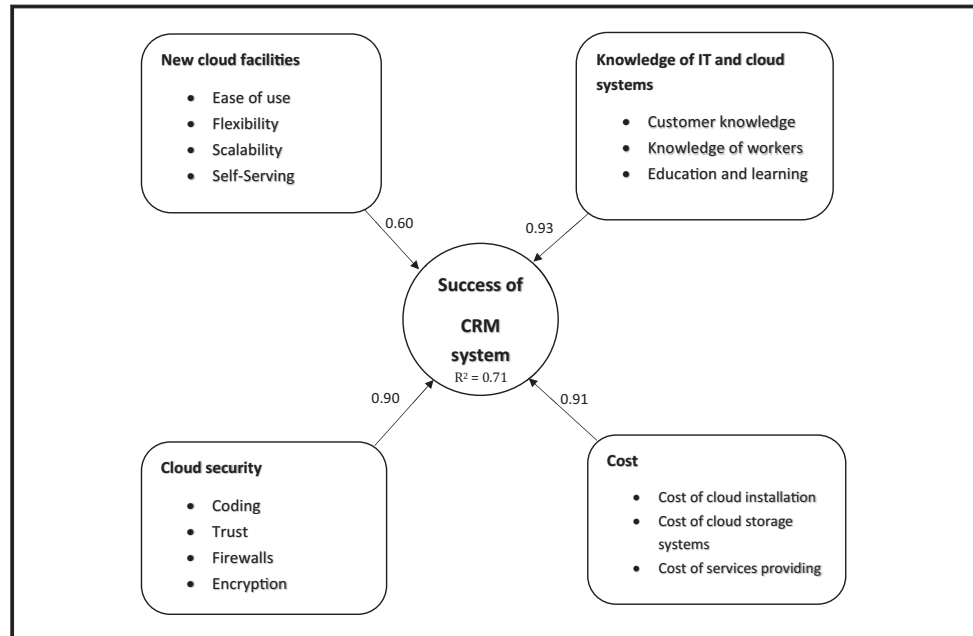 New cloud facilities
• Ease of use
• Flexibility
• Scalability
• Self-Serving
Knowledge of IT and cloud
systems
• Customer knowledge
• Knowledge of workers
• Education and learning
0.60
0.93
Success of
CRM
system
R² = 0.71
0.90
0.91
Cloud security
• Coding
• Trust
• Firewalls
• Encryption
Cost
• Cost of cloud installation
• Cost of cloud storage
systems
• Cost of services providing